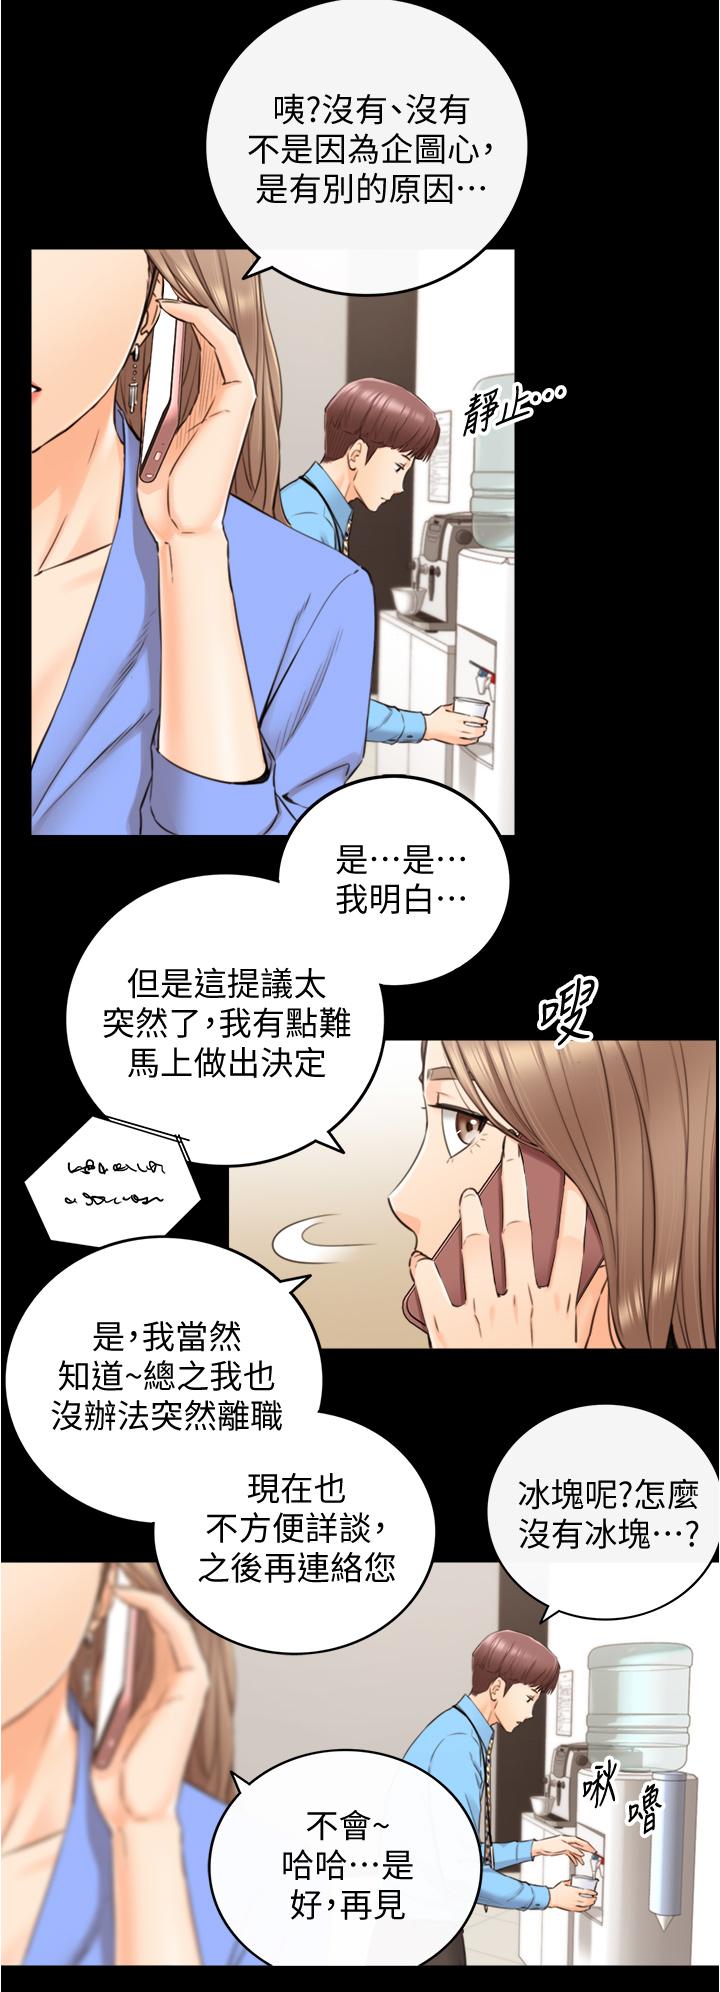 咦?沒有、沒有
不是因為企圖心，
是有別的原因…
靜止…
是…是…
我明白…
但是這提議太
突然了，我有點難
馬上做出決定
嗖
是，我當然
知道~總之我也
沒辦法突然離職
現在也
不方便詳談，
之後再連絡您
冰塊呢?怎麼
沒有冰塊…?
啾
嚕
不會~
哈哈…是
好，再見